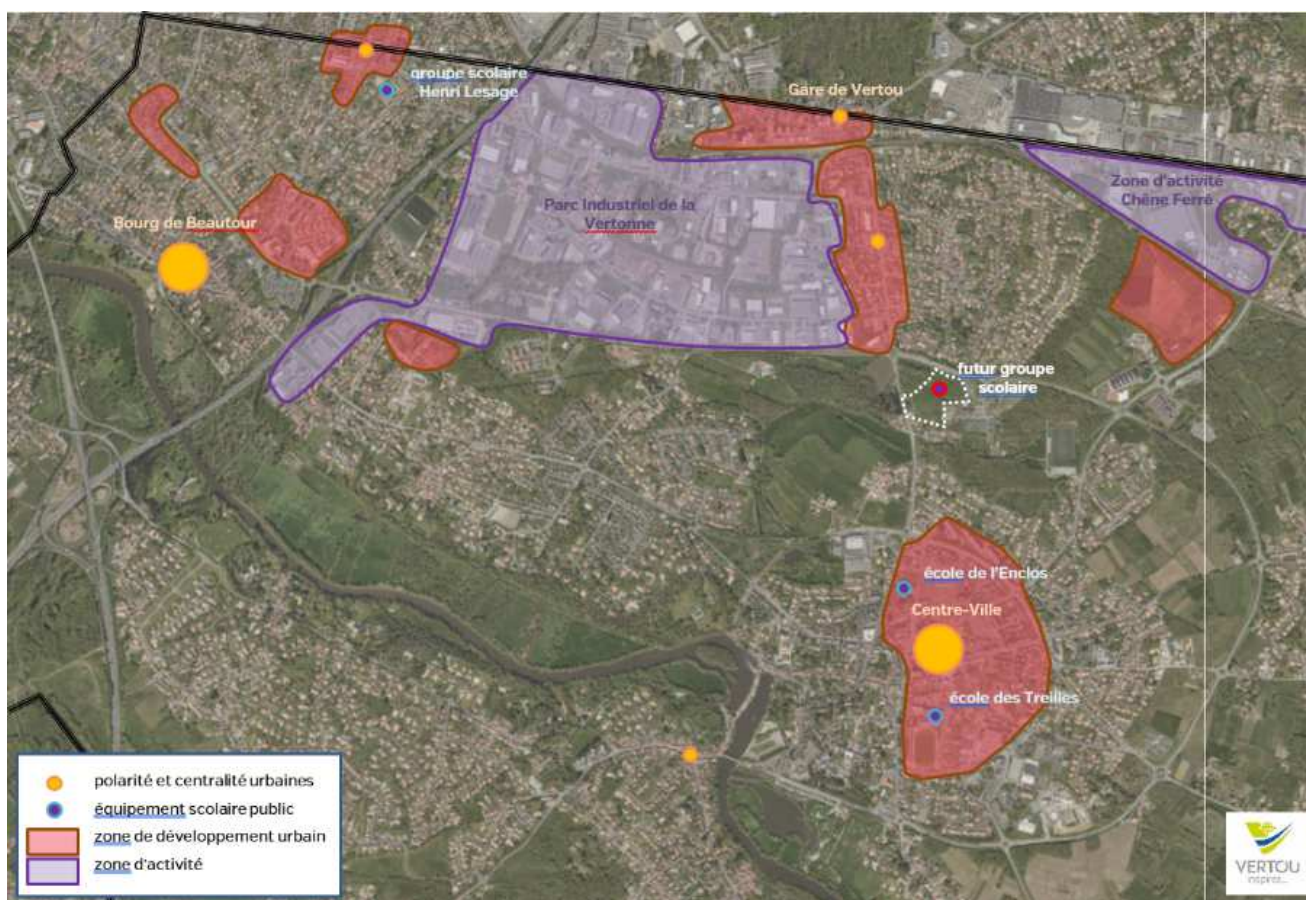 groupe scolaire
Henri Lesage
Gare de Vertou
Zone d'activité
Chêne Ferré
Parc Industriel de la
Vertonne
Bourg de Beautour
futur groupe
scolaire
école de l'Enclos
Centre-Ville
école des Treilles
polarité et centralité urbaines
équipement scolaire public
zone de développement urbain
zone d'activité
VERTOU
inspirée...